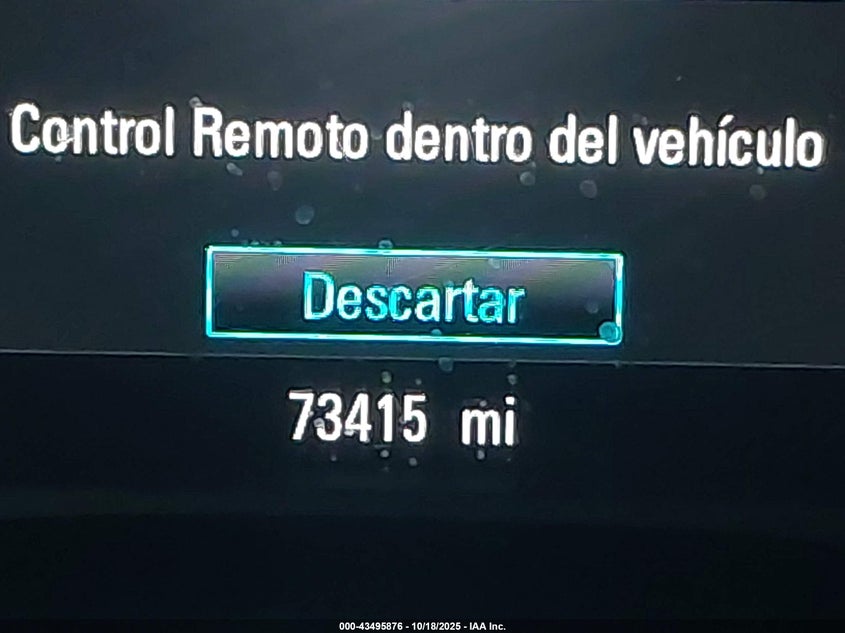 Control Remoto dentro del vehículo
Descartar
73415 mi
000-43495876 - 10/18/2025 - IAA Inc.